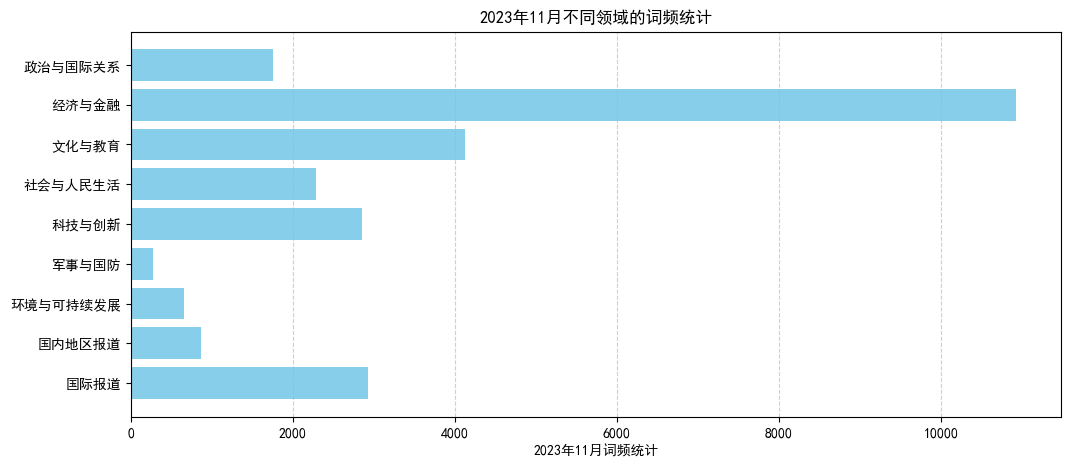 2023年11月不同领域的词频统计
政治与国际关系
经济与金融
文化与教育
社会与人民生活
科技与创新
军事与国防
环境与可持续发展
国内地区报道
国际报道
0 2000 4000 6000 8000 10000
2023年11月词频统计